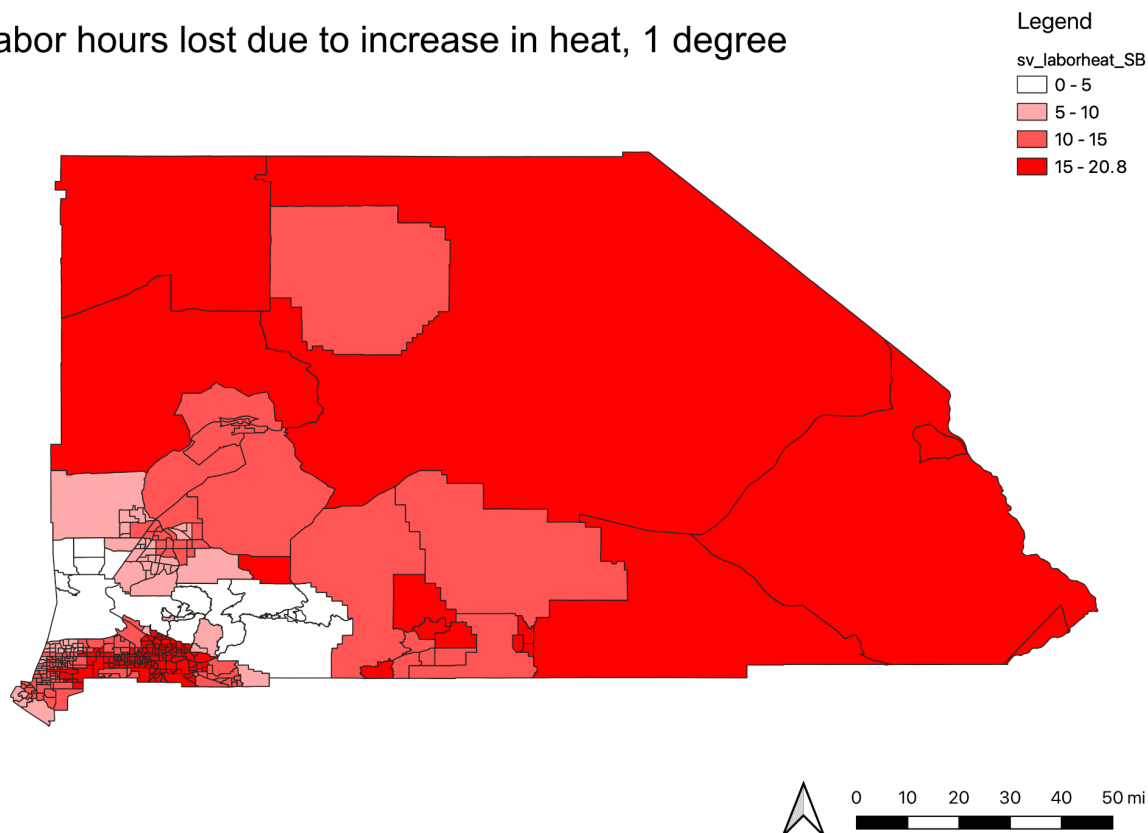 abor hours lost due to increase in heat, 1 degree
Legend
sv_laborheat_SB
0 - 5
5 - 10
10 - 15
15 - 20.8
0 10 20 30 40 50 mi